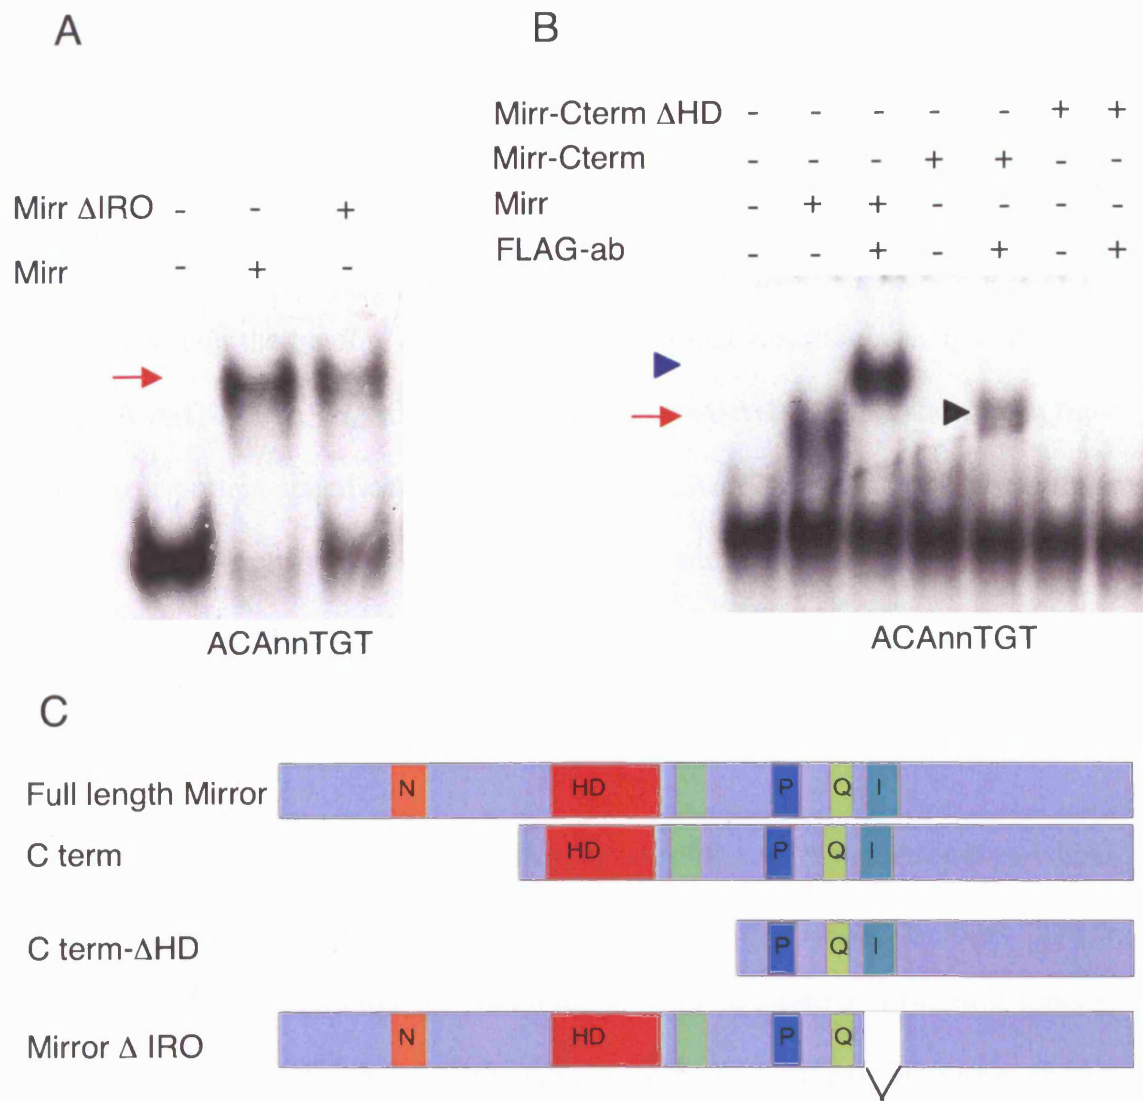 A
Mirr ΔIRO - - +
Mirr - + -
ACAnnTGT
B
Mirr-Cterm ΔHD - - - - - + +
Mirr-Cterm - - - + + - -
Mirr - + + - - - -
FLAG-ab - - + - + - +
ACAnnTGT
C
Full length Mirror N HD P Q I
C term HD P Q I
C term-ΔHD P Q I
Mirror Δ IRO N HD P Q